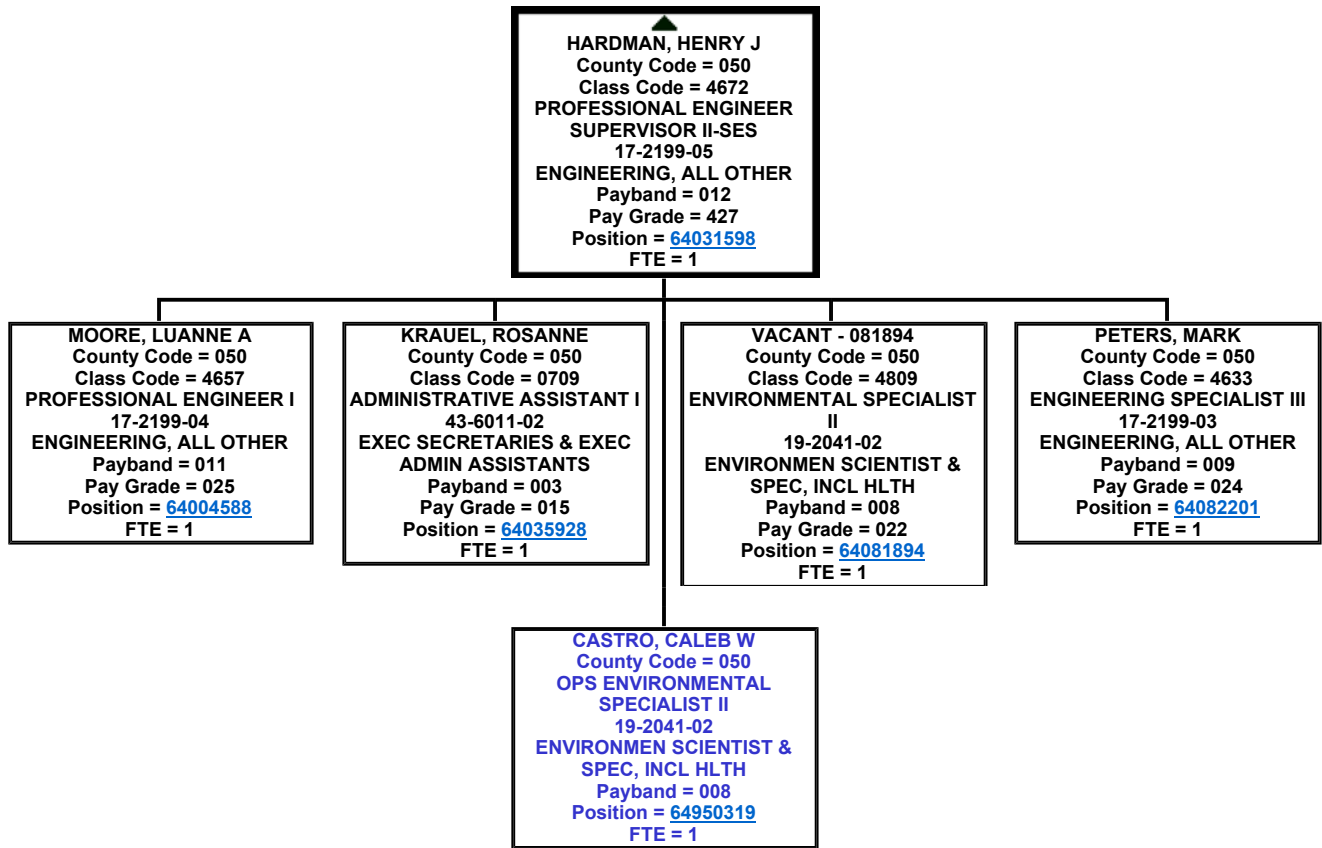 HARDMAN, HENRY J
County Code = 050
Class Code = 4672
PROFESSIONAL ENGINEER
SUPERVISOR II-SES
17-2199-05
ENGINEERING, ALL OTHER
Payband = 012
Pay Grade = 427
Position = 64031598
FTE = 1
MOORE, LUANNE A
County Code = 050
Class Code = 4657
PROFESSIONAL ENGINEER I
17-2199-04
ENGINEERING, ALL OTHER
Payband = 011
Pay Grade = 025
Position = 64004588
FTE = 1
KRAUEL, ROSANNE
County Code = 050
Class Code = 0709
ADMINISTRATIVE ASSISTANT I
43-6011-02
EXEC SECRETARIES & EXEC
ADMIN ASSISTANTS
Payband = 003
Pay Grade = 015
Position = 64035928
FTE = 1
VACANT - 081894
County Code = 050
Class Code = 4809
ENVIRONMENTAL SPECIALIST
II
19-2041-02
ENVIRONMEN SCIENTIST &
SPEC, INCL HLTH
Payband = 008
Pay Grade = 022
Position = 64081894
FTE = 1
PETERS, MARK
County Code = 050
Class Code = 4633
ENGINEERING SPECIALIST III
17-2199-03
ENGINEERING, ALL OTHER
Payband = 009
Pay Grade = 024
Position = 64082201
FTE = 1
CASTRO, CALEB W
County Code = 050
OPS ENVIRONMENTAL
SPECIALIST II
19-2041-02
ENVIRONMEN SCIENTIST &
SPEC, INCL HLTH
Payband = 008
Position = 64950319
FTE = 1